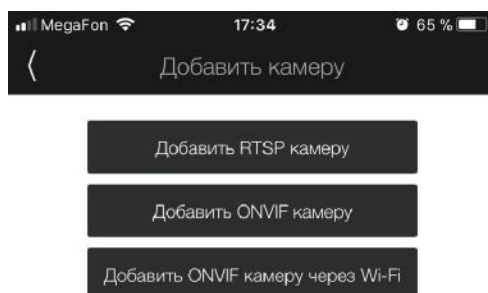 MegaFon 17:34 65 %
Добавить камеру
Добавить RTSP камеру
Добавить ONVIF камеру
Добавить ONVIF камеру через Wi-Fi